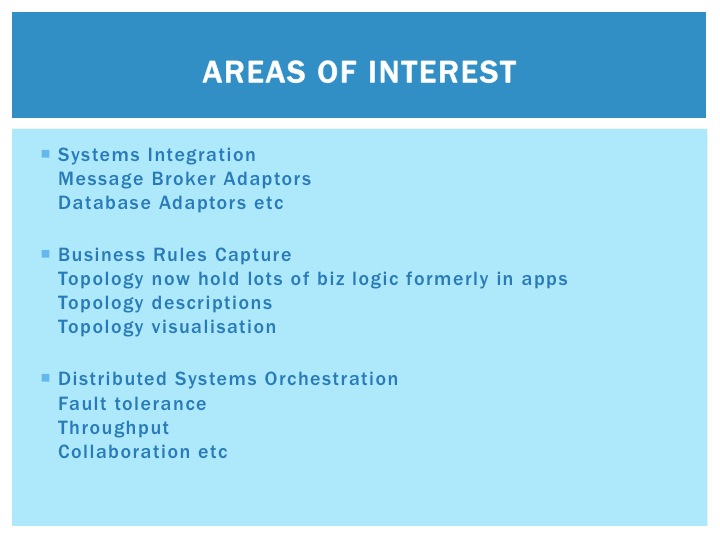 AREAS OF INTEREST
Systems Integration
Message Broker Adaptors
Database Adaptors etc
Business Rules Capture
Topology now hold lots of biz logic formerly in apps
Topology descriptions
Topology visualisation
Distributed Systems Orchestration
Fault tolerance
Throughput
Collaboration etc